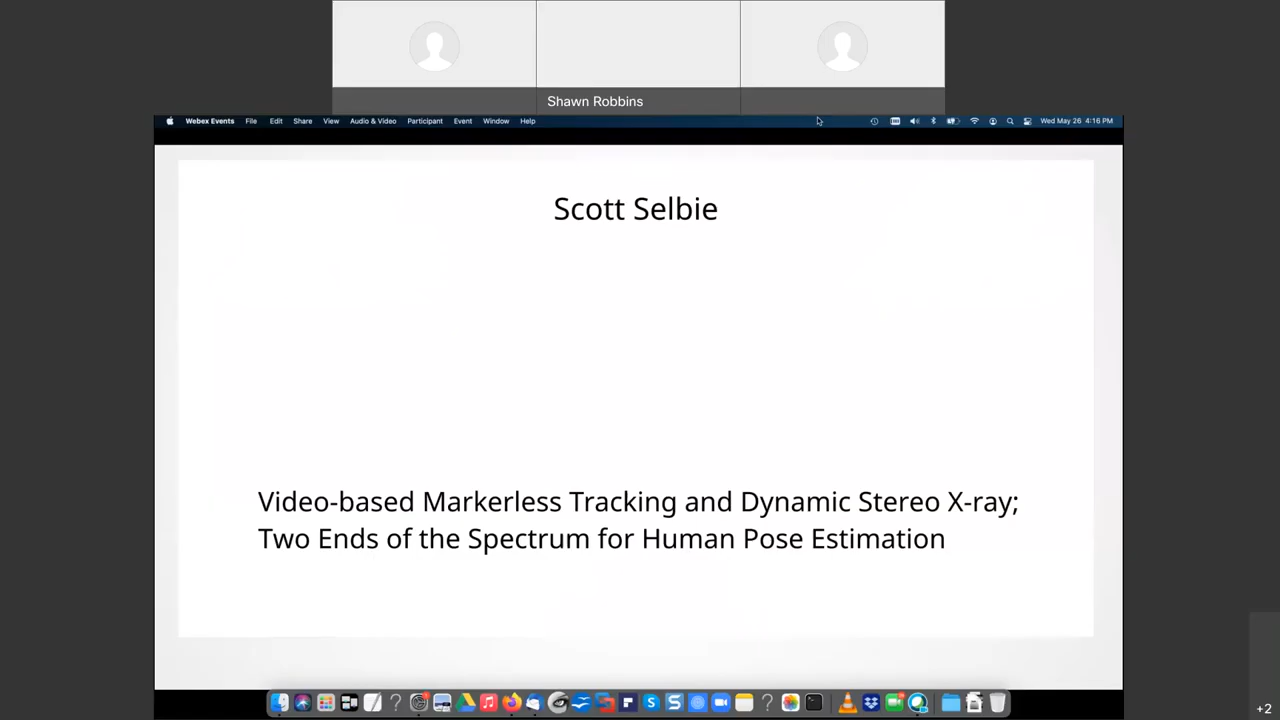 Shawn Robbins
Webex Events File Edit Share View Audio & Video Participant Event Window Help Wed May 26 4:16 PM
Scott Selbie
Video-based Markerless Tracking and Dynamic Stereo X-ray;
Two Ends of the Spectrum for Human Pose Estimation
+2